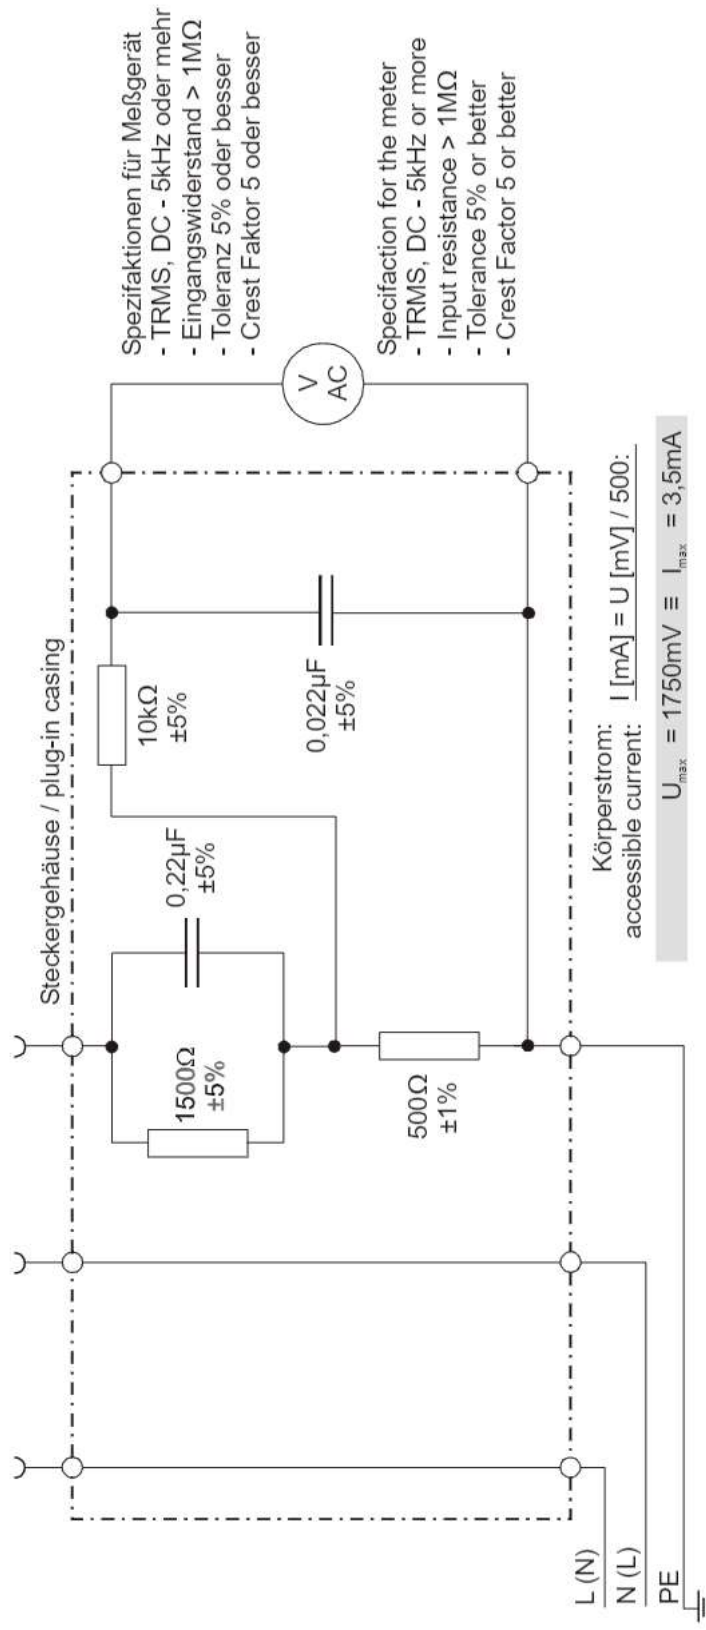 Steckergehäuse / plug-in casing
Spezifaktionen für Meßgerät
- TRMS, DC - 5kHz oder mehr
- Eingangswiderstand > 1MΩ
- Toleranz 5% oder besser
- Crest Faktor 5 oder besser
1500Ω
±5%
0,22µF
±5%
10kΩ
±5%
0,022µF
±5%
500Ω
±1%
V
AC
Specifaction for the meter
- TRMS, DC - 5kHz or more
- Input resistance > 1MΩ
- Tolerance 5% or better
- Crest Factor 5 or better
L (N)
N (L)
PE
Körperstrom:
accessible current: I [mA] = U [mV] / 500:
Umax = 1750mV ≡ Imax = 3,5mA